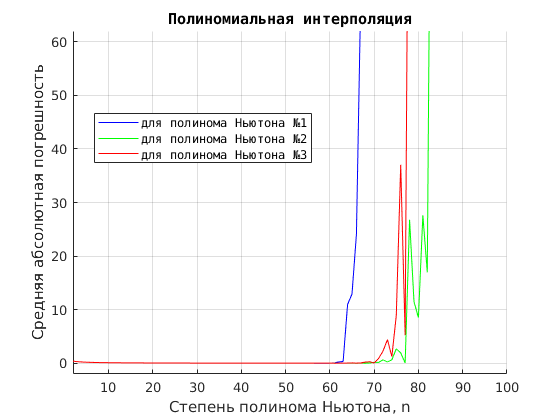 Полиномиальная интерполяция
Средняя абсолютная погрешность
60
50
40
30
20
10
0
для полинома Ньютона №1
для полинома Ньютона №2
для полинома Ньютона №3
10 20 30 40 50 60 70 80 90 100
Степень полинома Ньютона, n